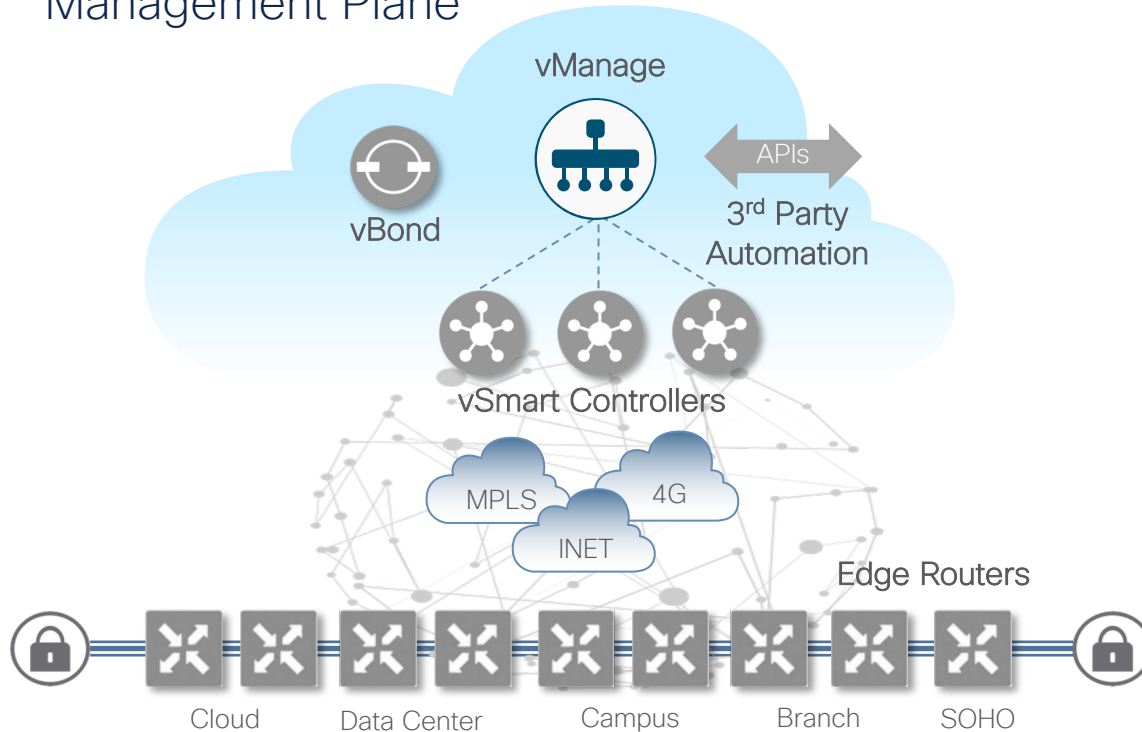 Management Plane
vManage
APIs
vBond
3rd Party
Automation
vSmart Controllers
MPLS
4G
INET
Edge Routers
Cloud
Data Center
Campus
Branch
SOHO